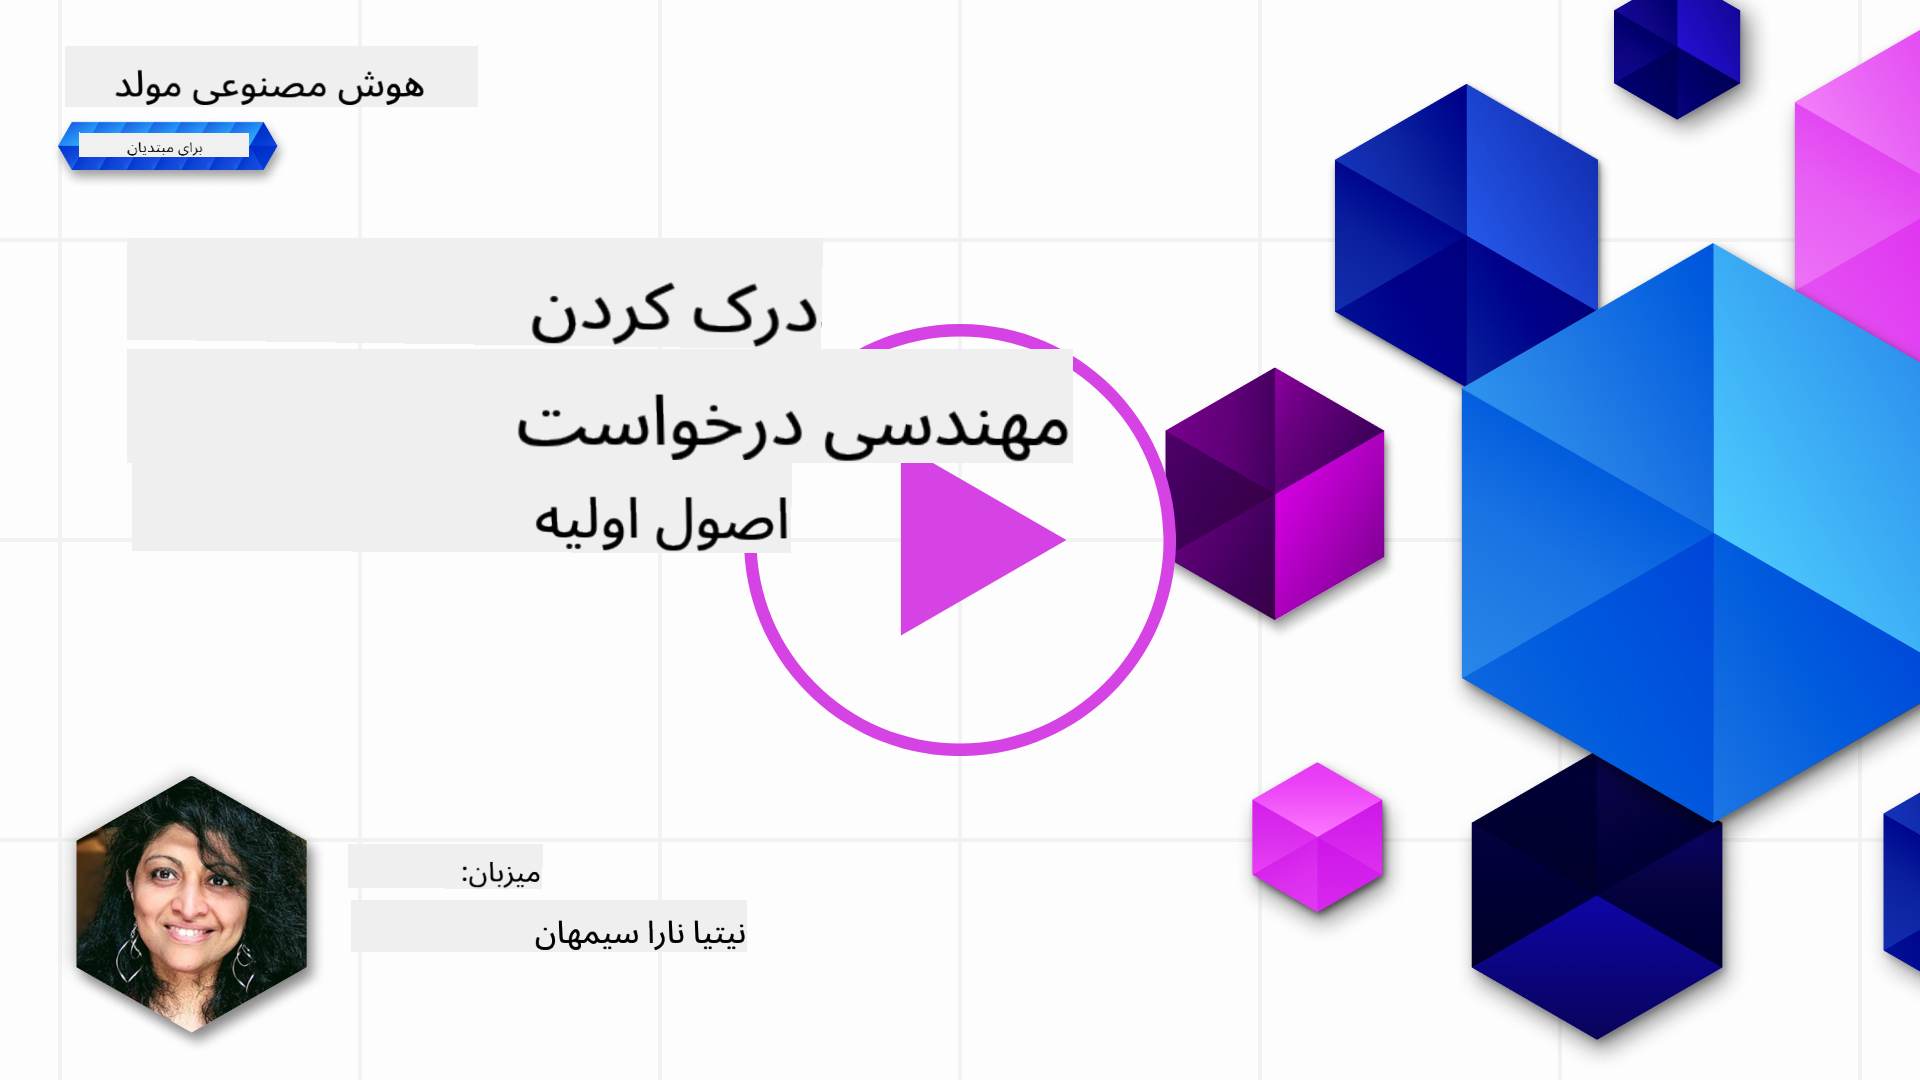 هوش مصنوعی مولد
برای مبتدیان
درک کردن
مهندسی درخواست
اصول اولیه
میزبان:
نیتیا نارا سیمهان